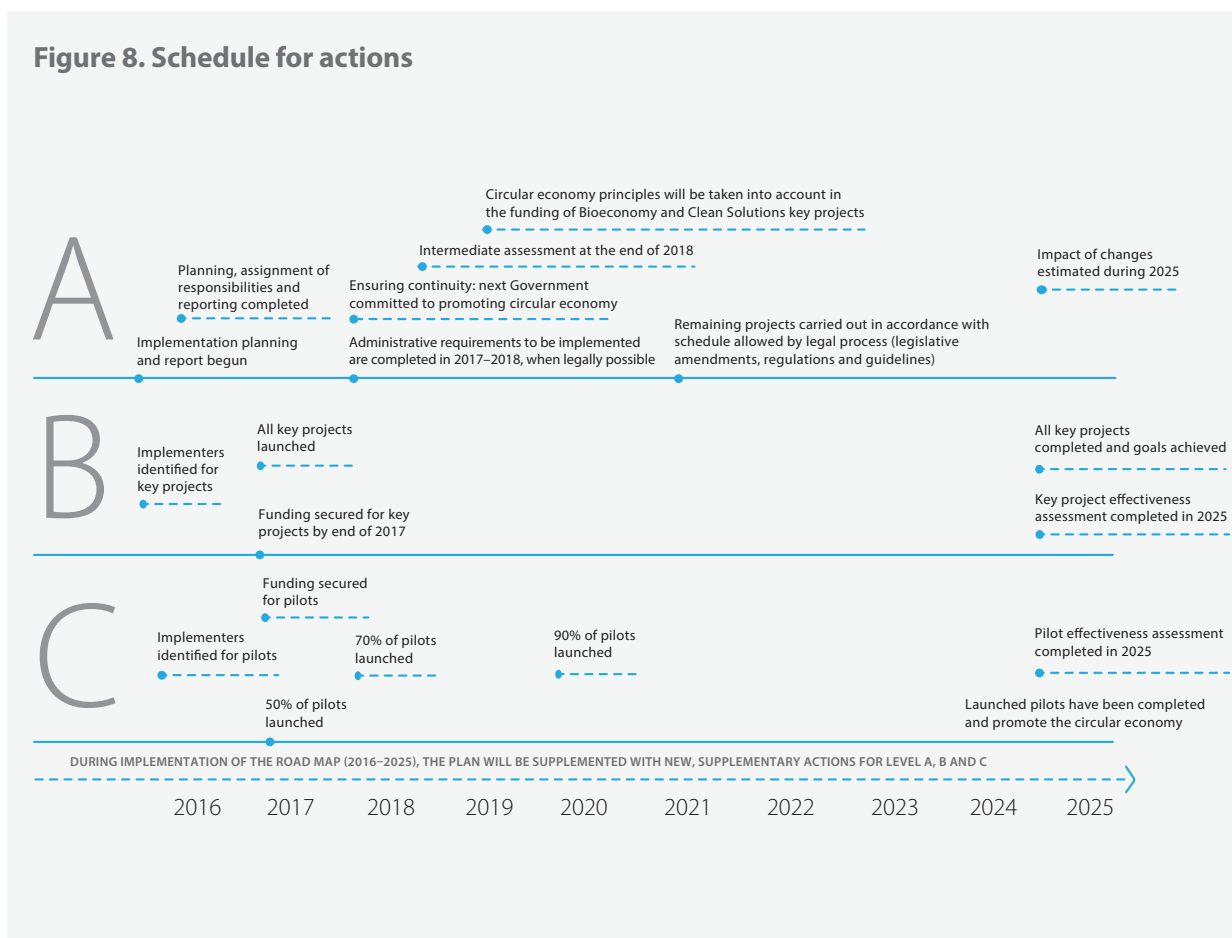 Figure 8. Schedule for actions
A
Circular economy principles will be taken into account in
the funding of Bioeconomy and Clean Solutions key projects
Intermediate assessment at the end of 2018
Planning, assignment of
responsibilities and
reporting completed
Ensuring continuity: next Government
committed to promoting circular economy
Impact of changes
estimated during 2025
Implementation planning
and report begun
Administrative requirements to be implemented
are completed in 2017–2018, when legally possible
Remaining projects carried out in accordance with
schedule allowed by legal process (legislative
amendments, regulations and guidelines)
B
Implementers
identified for
key projects
All key projects
launched
Funding secured for key
projects by end of 2017
All key projects
completed and goals achieved
Key project effectiveness
assessment completed in 2025
C
Funding secured
for pilots
Implementers
identified for pilots
70% of pilots
launched
90% of pilots
launched
Pilot effectiveness assessment
completed in 2025
50% of pilots
launched
Launched pilots have been completed
and promote the circular economy
DURING IMPLEMENTATION OF THE ROAD MAP (2016–2025), THE PLAN WILL BE SUPPLEMENTED WITH NEW, SUPPLEMENTARY ACTIONS FOR LEVEL A, B AND C
2016 2017 2018 2019 2020 2021 2022 2023 2024 2025